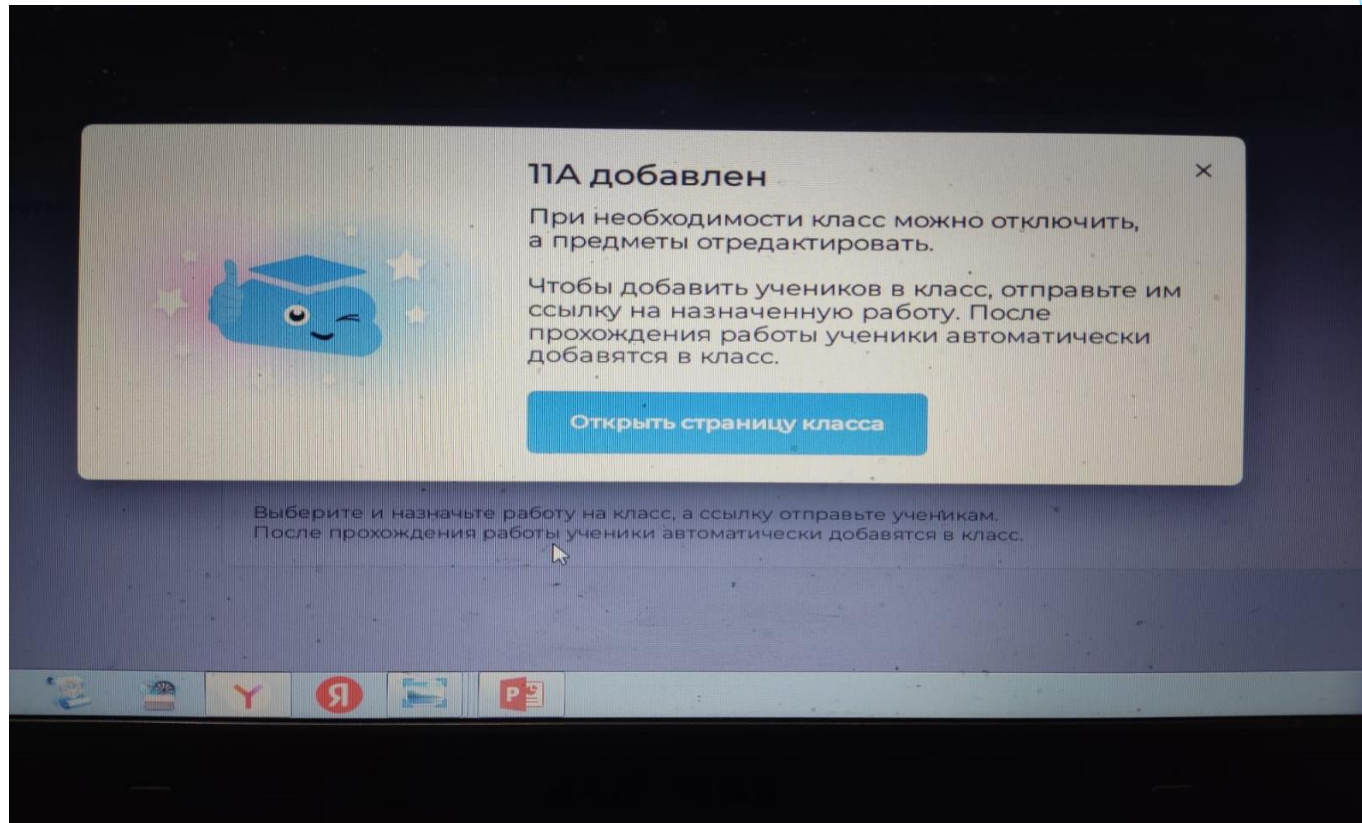 11А добавлен
При необходимости класс можно отключить,
а предметы отредактировать.
Чтобы добавить учеников в класс, отправьте им
ссылку на назначенную работу. После
прохождения работы ученики автоматически
добавятся в класс.
Открыть страницу класса
Выберите и назначьте работу на класс, а ссылку отправьте ученикам.
После прохождения работы ученики автоматически добавятся в класс.
Я
P